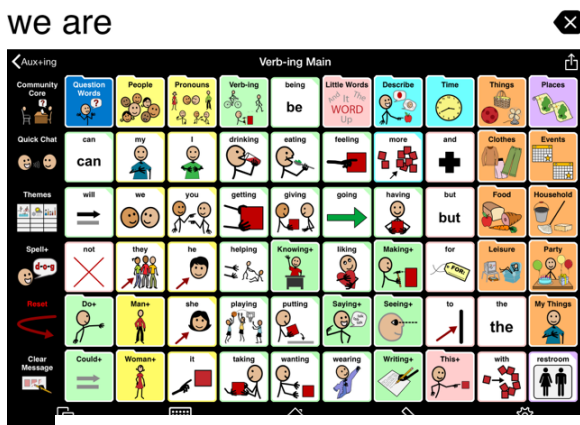 we are
Aux+ing
Verb-ing Main
Community Core
Question Words
People
Pronouns
Verb-ing
being
be
Little Words
And It The WORD Up
Describe
Time
Things
Places
Quick Chat
can
can
my
I
drinking
eating
feeling
more
and
Clothes
Events
Themes
will
we
you
getting
giving
going
having
but
but
Food
Household
Spell+
d-o-g
not
they
he
helping
Knowing+
liking
Making+
for
FOR:
Leisure
Party
Reset
Do+
Man+
she
playing
putting
Saying+
Seeing+
to
the
the
My Things
Clear Message
Could+
Woman+
it
taking
wanting
wearing
Writing+
This+
with
restroom